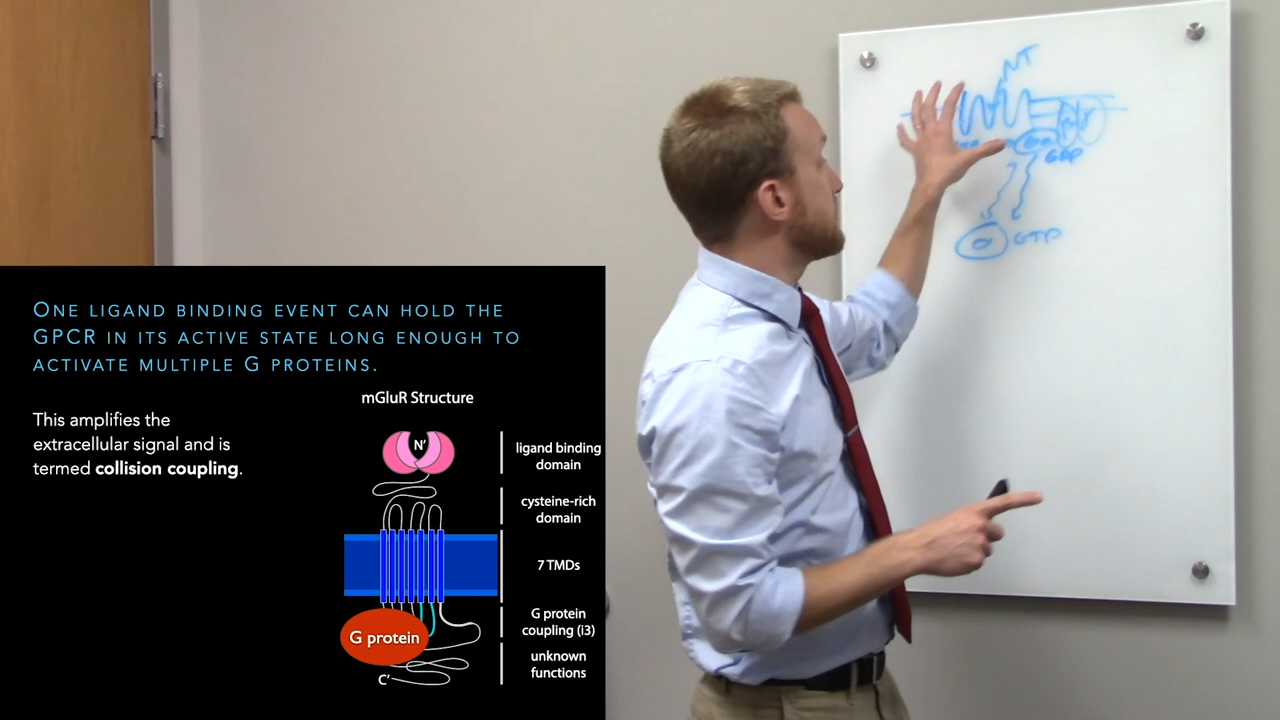 ONE LIGAND BINDING EVENT CAN HOLD THE
GPCR IN ITS ACTIVE STATE LONG ENOUGH TO
ACTIVATE MULTIPLE G PROTEINS.
This amplifies the
extracellular signal and is
termed collision coupling.
mGluR Structure
N'
ligand binding
domain
cysteine-rich
domain
7 TMDs
G protein
coupling (i3)
G protein
unknown
functions
C'
NT
GDP
GTP